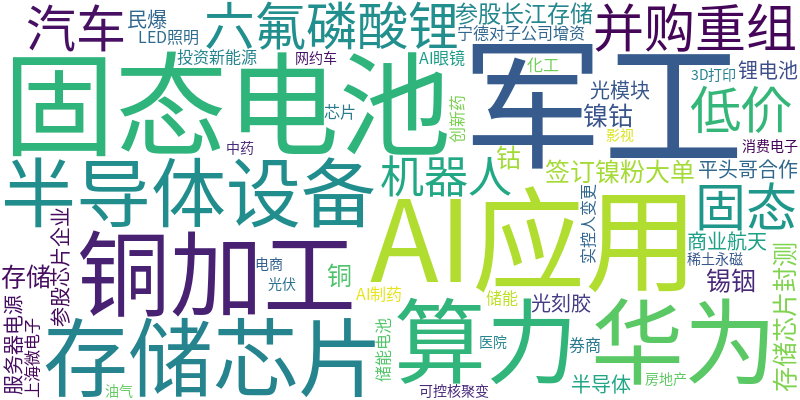 汽车
民爆
LED照明
六氟磷酸锂
参股长江存储
宁德对子公司增资
并购重组
投资新能源
网约车
AI眼镜
化工
3D打印
锂电池
固态电池
军工
光模块
低价
芯片
创新药
镍钴
影视
消费电子
中药
钴
半导体设备
机器人
签订镍粉大单
平头哥合作
固态
实控人变更
AI应用
参股芯片企业
铜加工
商业航天
稀土永磁
存储
电商
铜
光伏
锡铟
存储芯片封测
服务器电源
上海微电子
AI制药
储能
光刻胶
存储芯片
算力
华为
储能电池
医院
券商
半导体
房地产
油气
可控核聚变